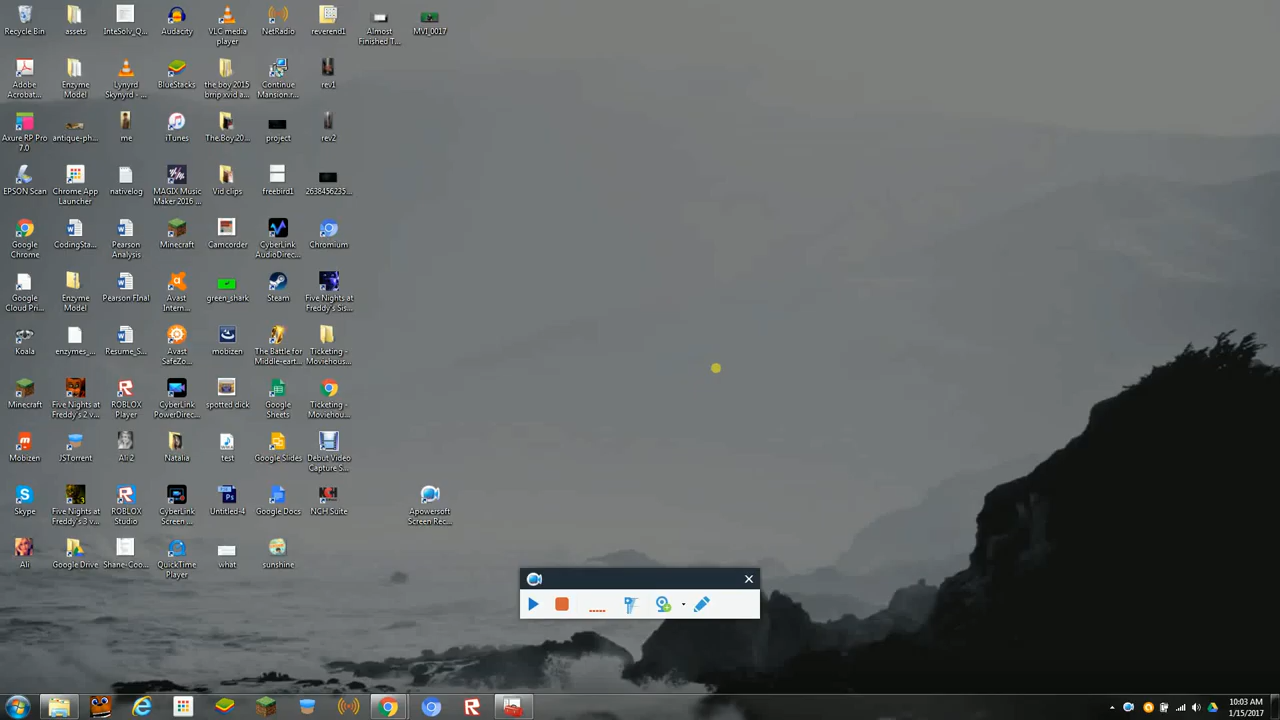 Recycle Bin
assets
InteSolv_Q...
Audacity
VLC media
player
NetRadio
reverend1
Almost
Finished T...
MVI_0017
Adobe
Acrobat...
Enzyme
Model
Lynyrd
Skynyrd - ...
BlueStacks
the boy 2015
brrip xvid a...
Continue
Mansion.r...
rev1
Axure RP Pro
7.0
antique-ph...
me
iTunes
The.Boy 20...
project
rev2
EPSON Scan
Chrome App
Launcher
nativelog
MAGIX Music
Maker 2016 ...
Vid clips
freebird1
2638456235...
Google
Chrome
CodingSta...
Pearson
Analysis
Minecraft
Camcorder
CyberLink
AudioDirec...
Chromium
Google
Cloud Pri...
Enzyme
Model
Pearson FInal
Avast
Intern...
green_shark
Steam
Five Nights at
Freddy's Sis...
Koala
enzymes_...
Resume_S...
Avast
SafeZo...
mobizen
The Battle for
Middle-eart...
Ticketing -
Moviehous...
Minecraft
Five Nights at
Freddy's 2 v...
ROBLOX
Player
CyberLink
PowerDirec...
spotted dick
Google
Sheets
Ticketing -
Moviehou...
Mobizen
JSTorrent
Ali 2
Natalia
test
Google Slides
Debut Video
Capture S...
Skype
Five Nights at
Freddy's 3 v...
ROBLOX
Studio
CyberLink
Screen ...
Untitled-4
Google Docs
NCH Suite
Apowersoft
Screen Rec...
Ali
Google Drive
Shane-Coo...
QuickTime
Player
what
sunshine
10:03 AM
1/15/2017